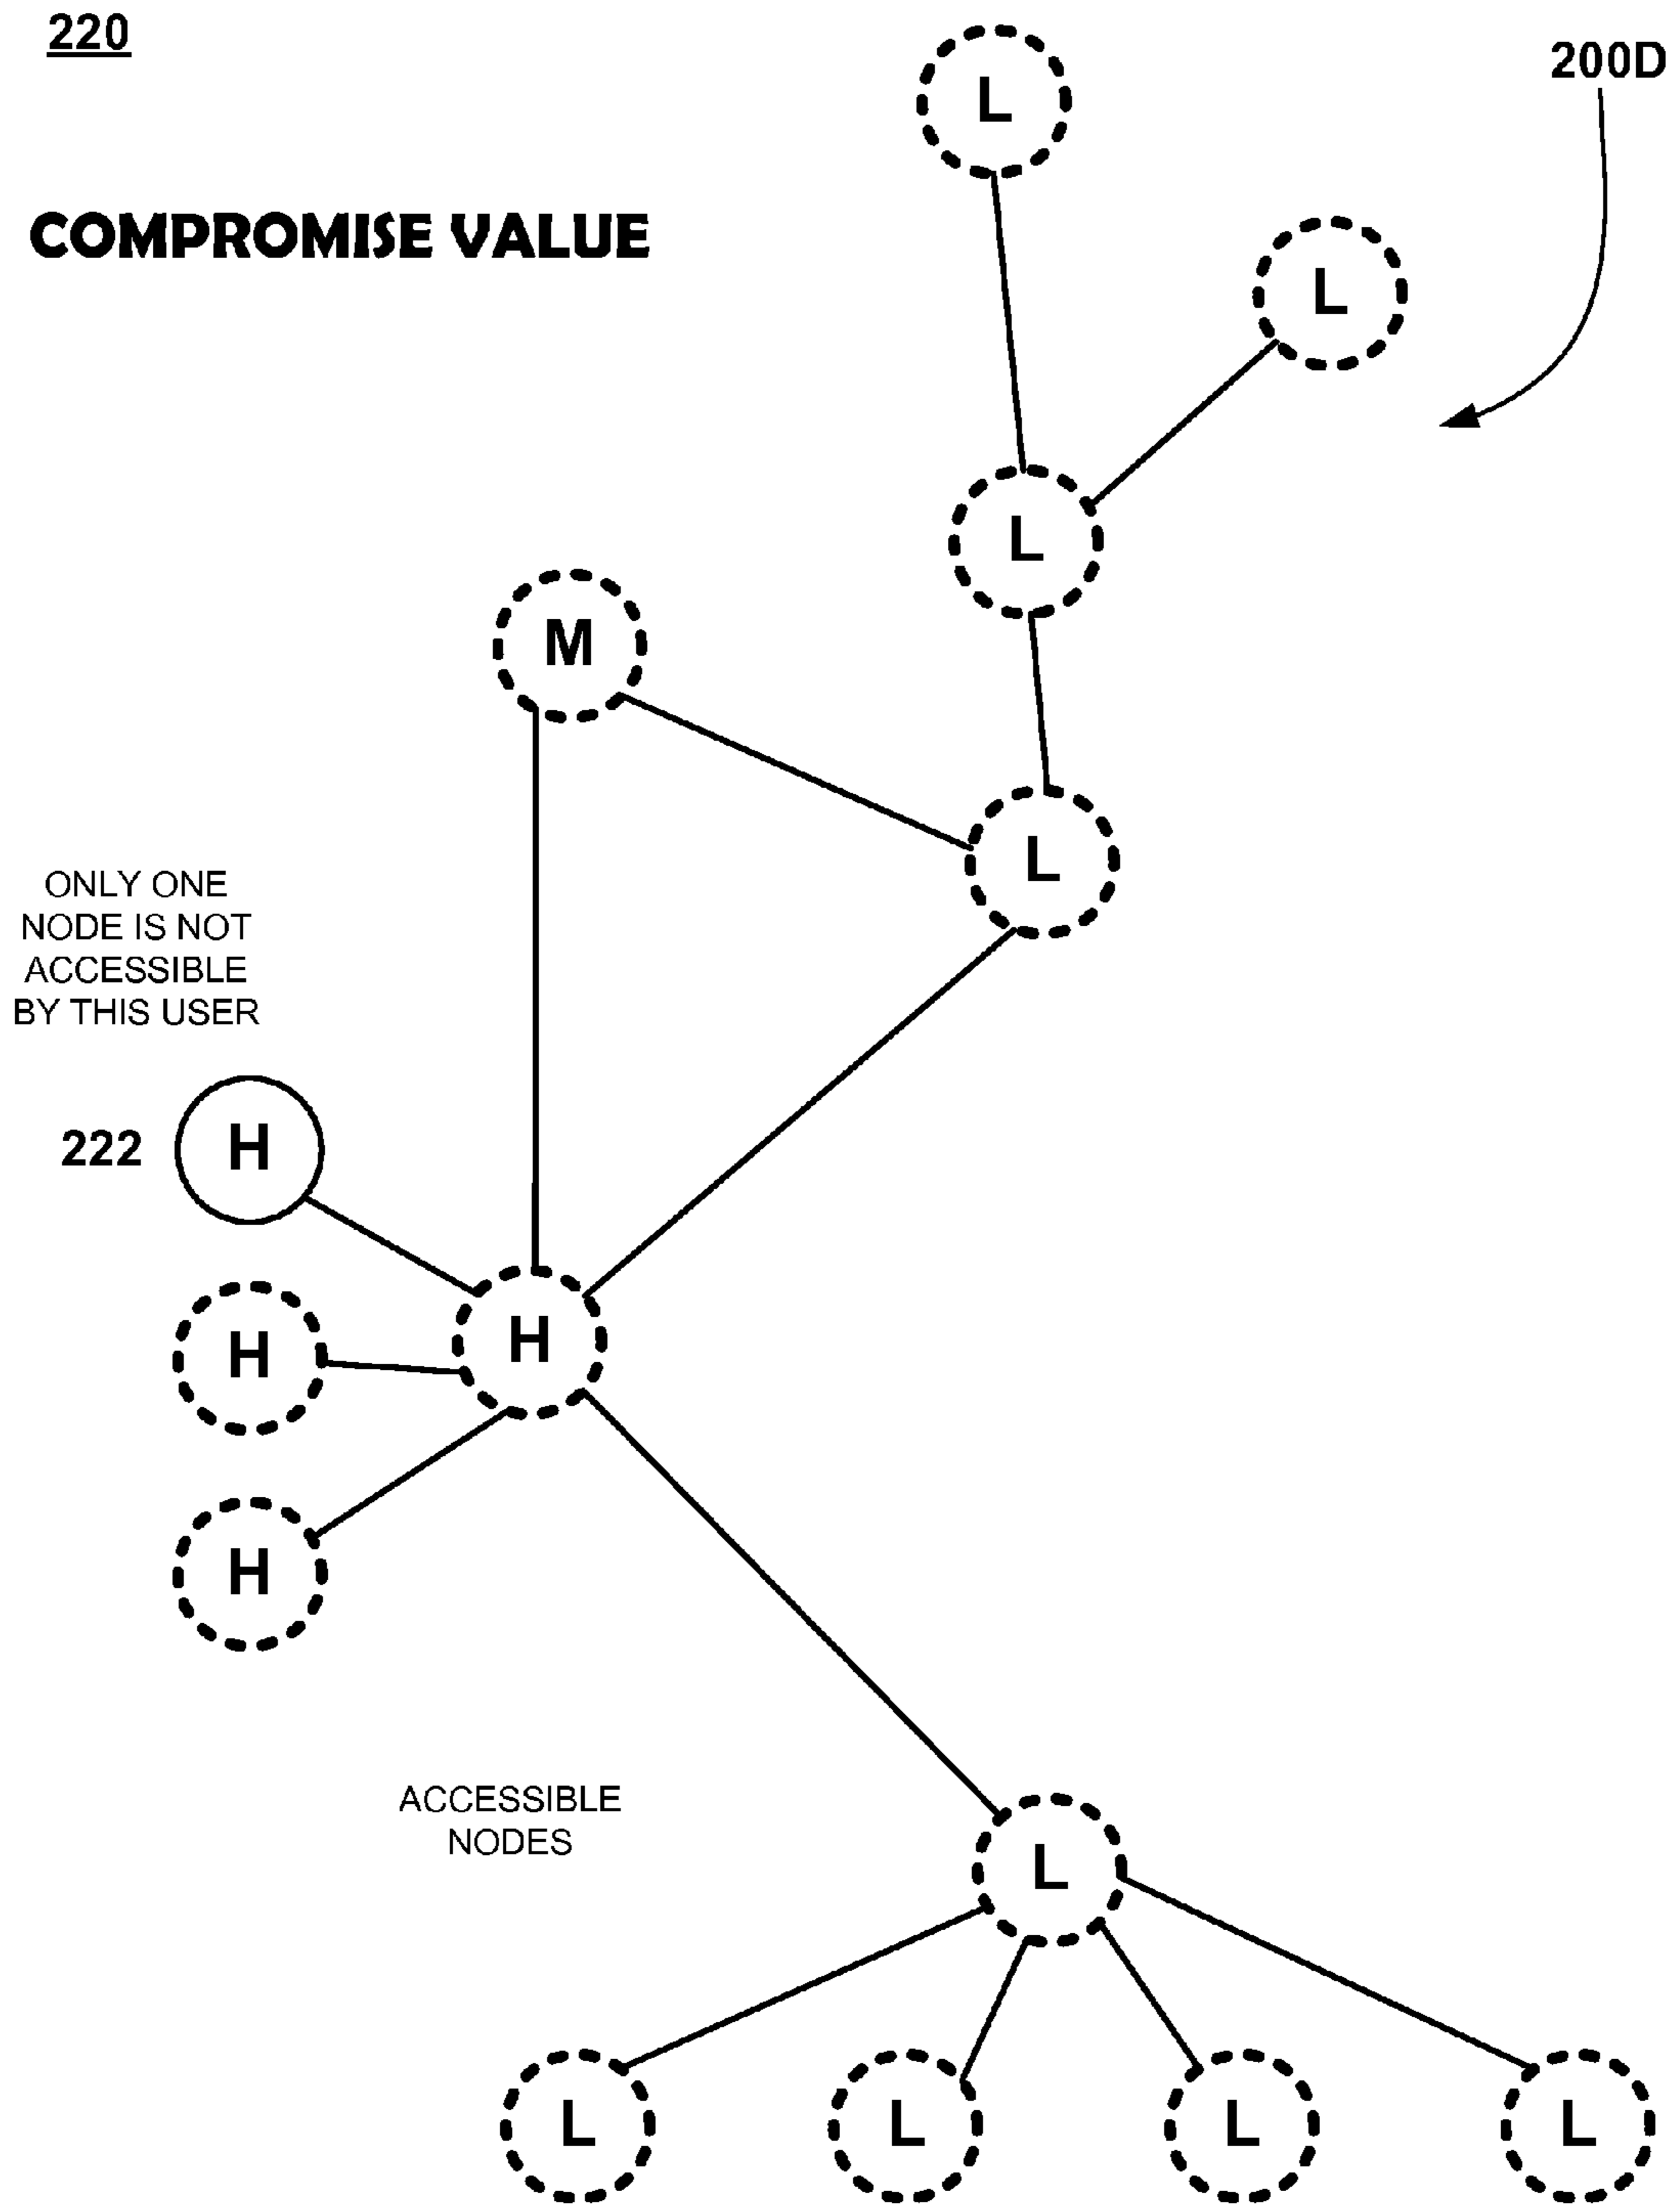 220
200D
L
COMPROMISE VALUE
L
L
M
L
ONLY ONE
NODE IS NOT
ACCESSIBLE
BY THIS USER
222 H
H
H
H
ACCESSIBLE
NODES
L
L L L L